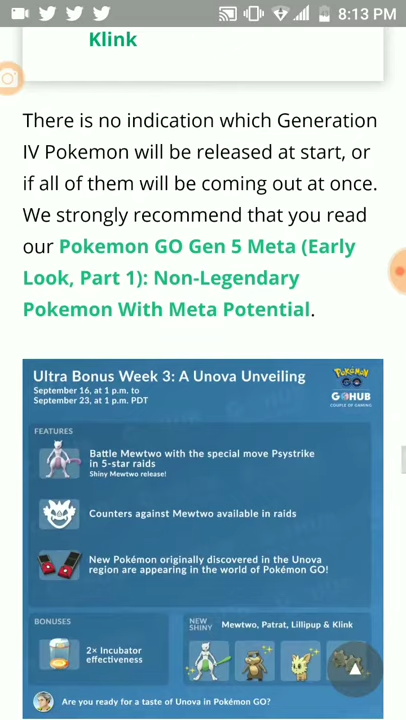 8:13 PM
Klink
There is no indication which Generation
IV Pokemon will be released at start, or
if all of them will be coming out at once.
We strongly recommend that you read
our Pokemon GO Gen 5 Meta (Early
Look, Part 1): Non-Legendary
Pokemon With Meta Potential.
Ultra Bonus Week 3: A Unova Unveiling
September 16, at 1 p.m. to
September 23, at 1 p.m. PDT
POKÉMON
GO
GOHUB
COUPLE OF GAMING
FEATURES
Battle Mewtwo with the special move Psystrike
in 5-star raids
Shiny Mewtwo release!
Counters against Mewtwo available in raids
New Pokémon originally discovered in the Unova
region are appearing in the world of Pokémon GO!
BONUSES
2× Incubator
effectiveness
NEW
SHINY
Mewtwo, Patrat, Lillipup & Klink
Are you ready for a taste of Unova in Pokémon GO?